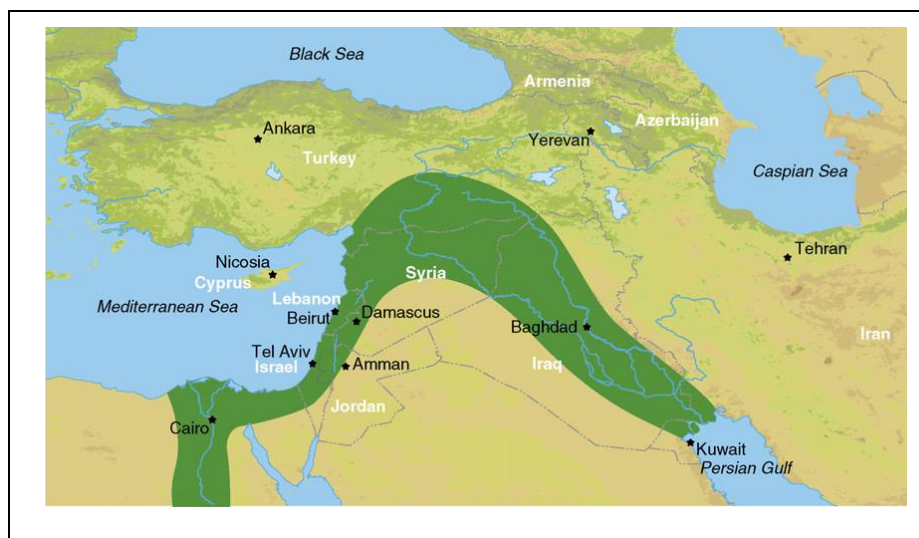 Black Sea
Armenia
Ankara
Yerevan
Azerbaijan
Turkey
Caspian Sea
Tehran
Nicosia
Cyprus
Syria
Mediterranean Sea
Lebanon
Beirut
Damascus
Baghdad
Iran
Tel Aviv
Israel
Amman
Iraq
Jordan
Cairo
Kuwait
Persian Gulf